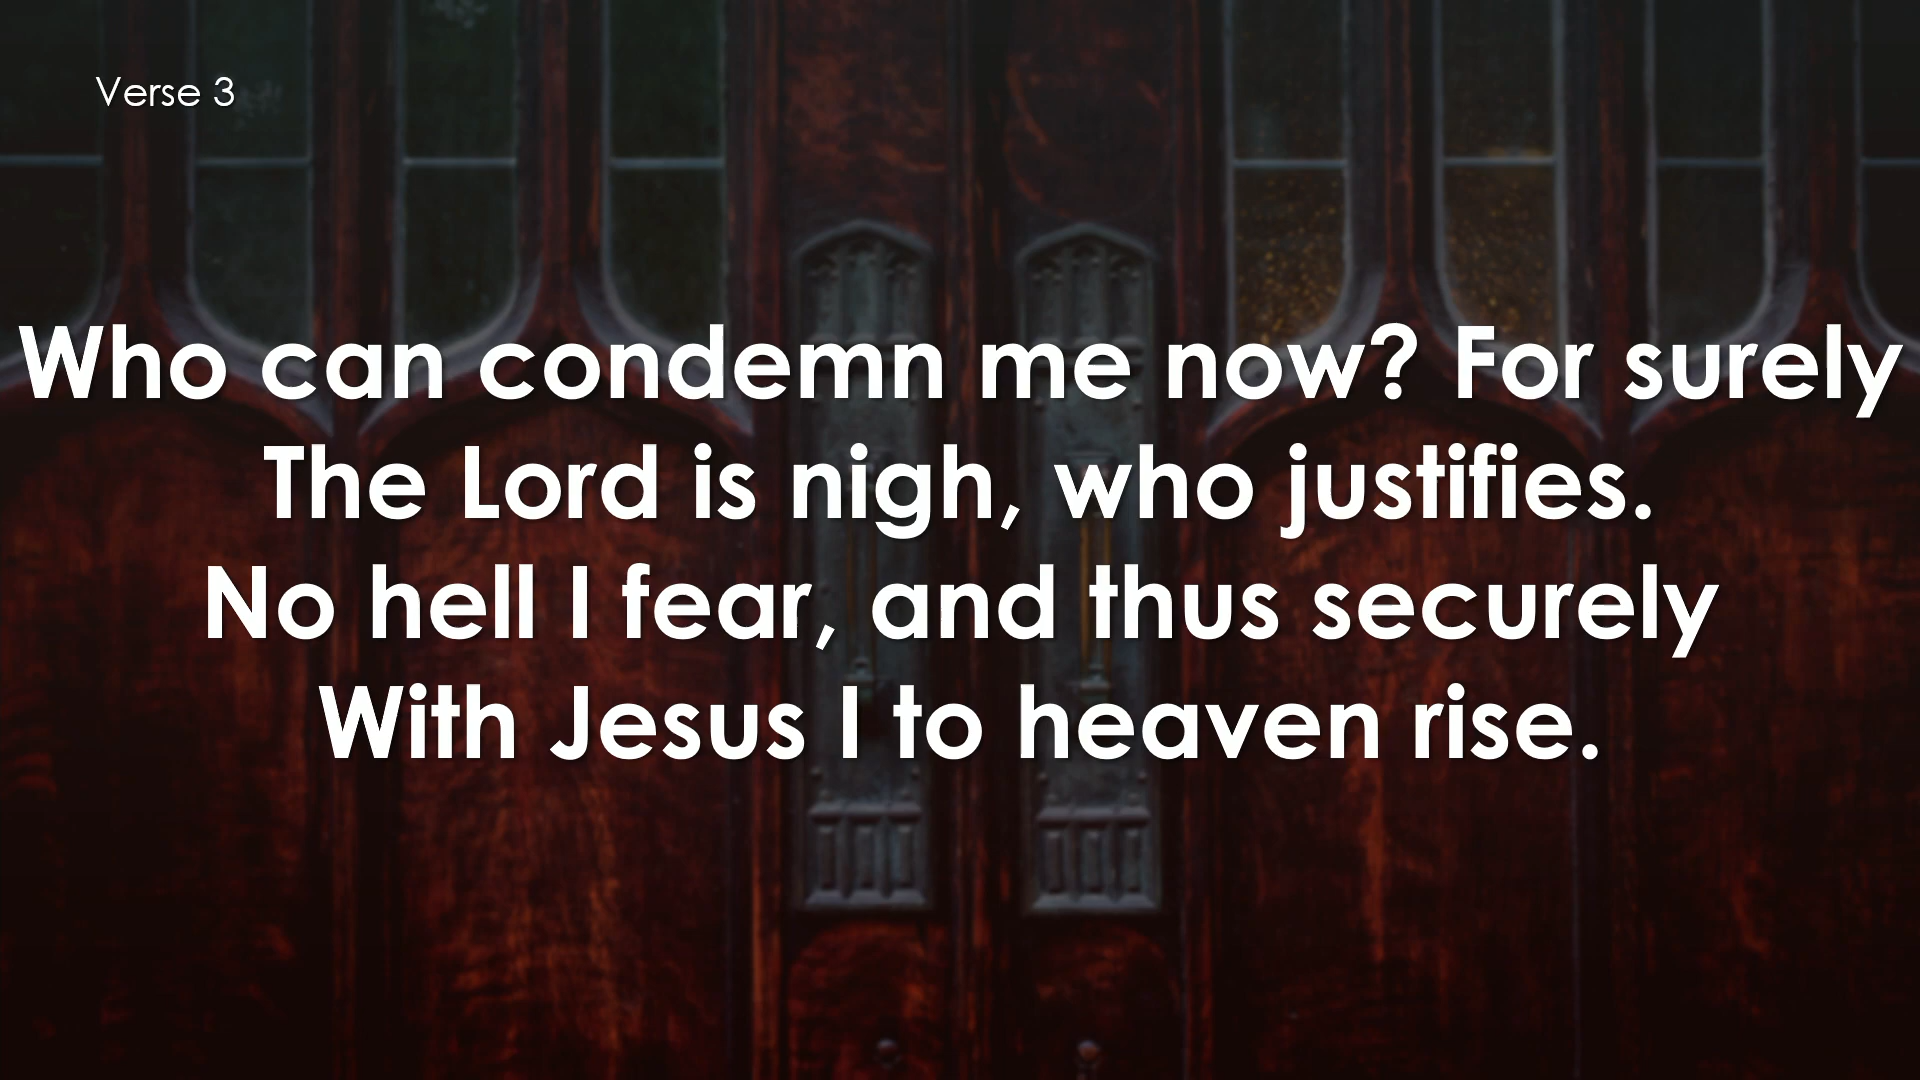 Verse 3
Who can condemn me now? For surely
The Lord is nigh, who justifies.
No hell I fear, and thus securely
With Jesus I to heaven rise.